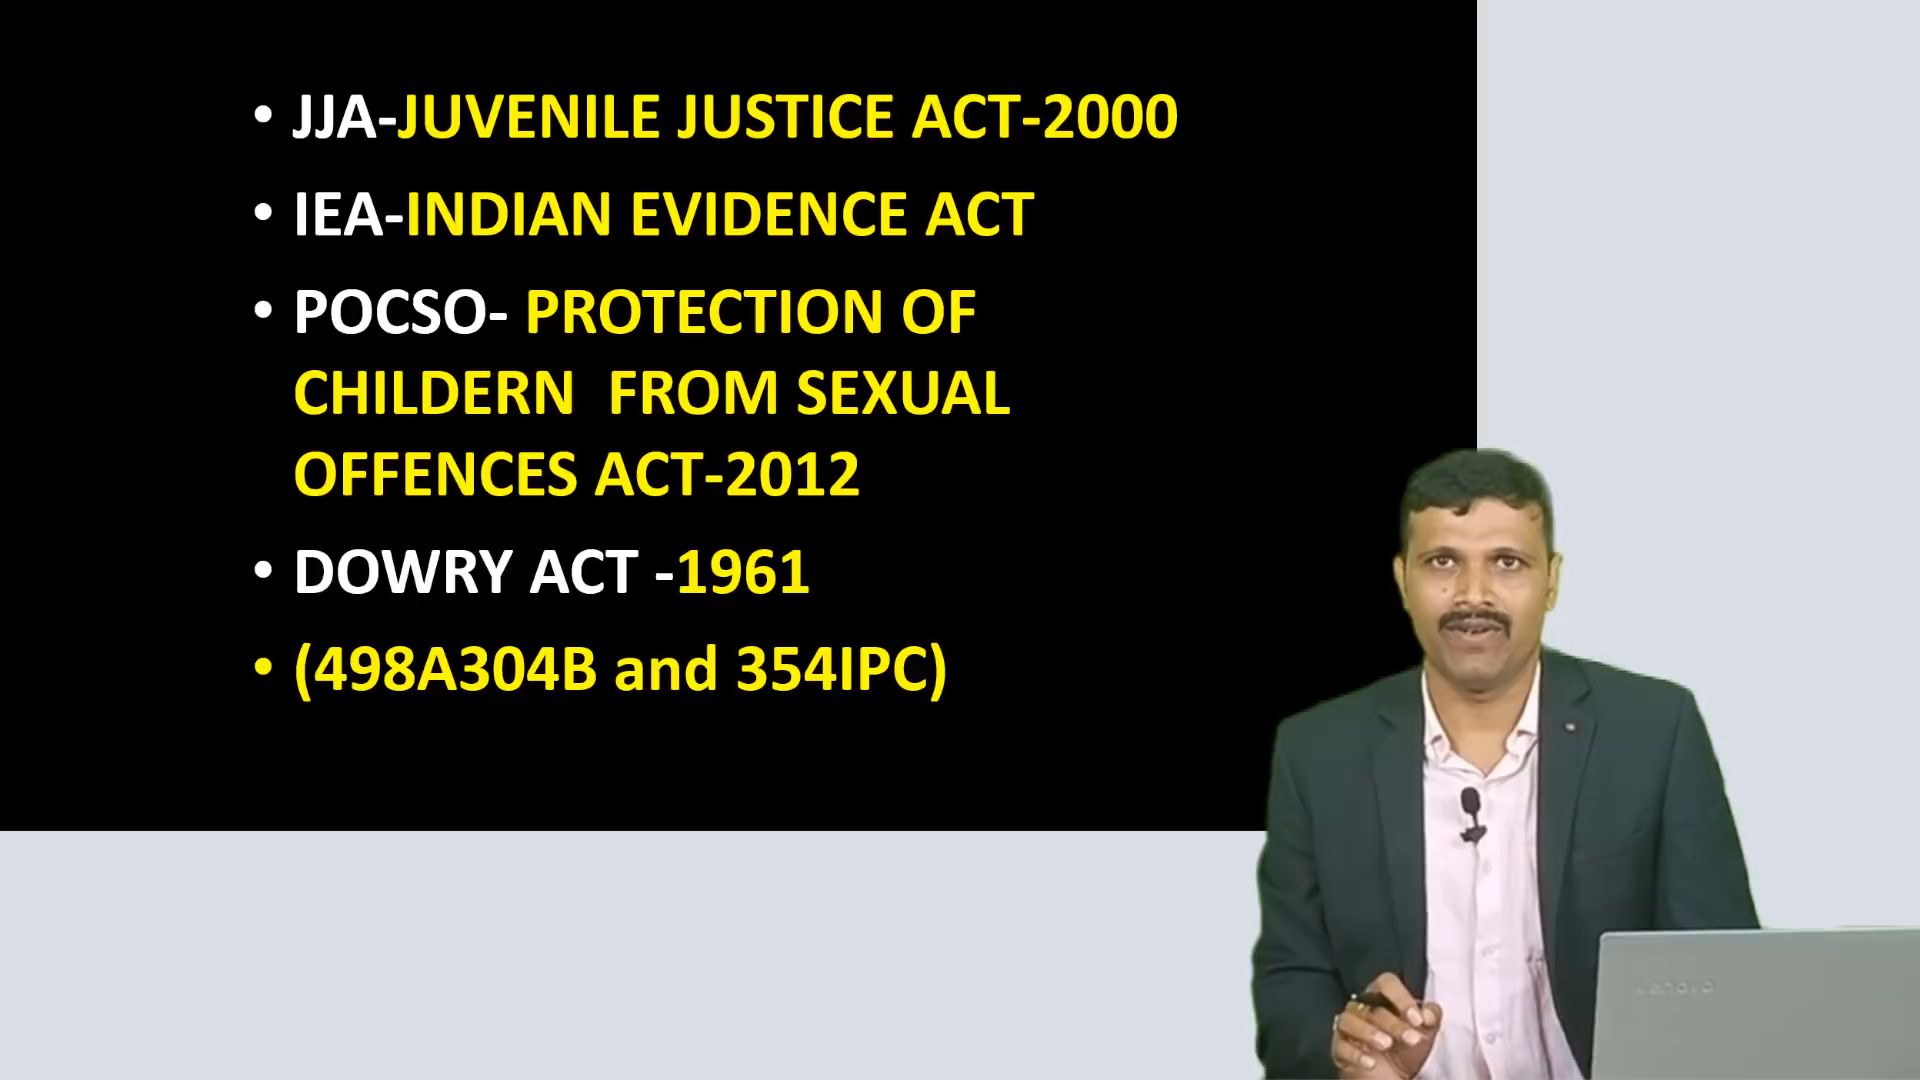 • JJA-JUVENILE JUSTICE ACT-2000
• IEA-INDIAN EVIDENCE ACT
• POCSO- PROTECTION OF
CHILDERN  FROM SEXUAL
OFFENCES ACT-2012
• DOWRY ACT -1961
• (498A304B and 354IPC)
Lenovo